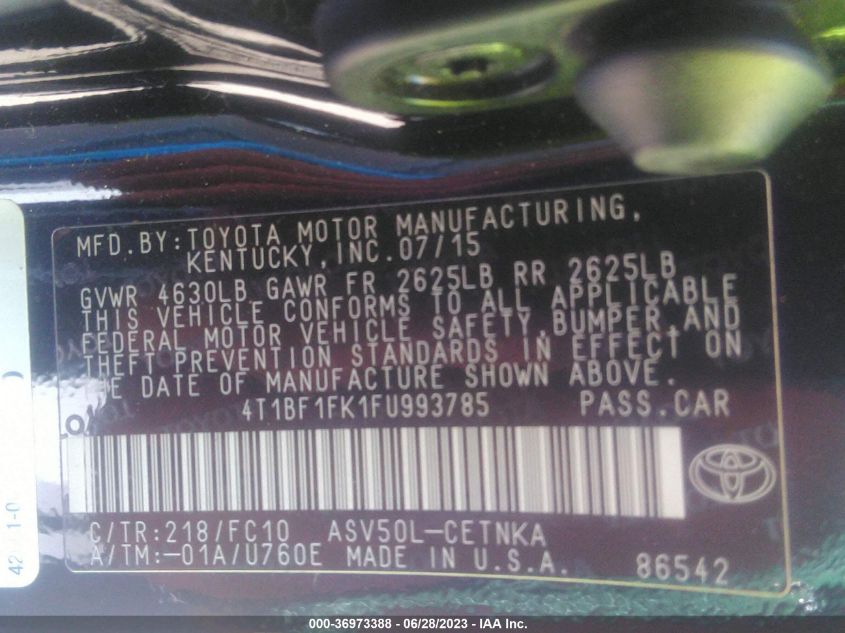 MFD.BY:TOYOTA MOTOR MANUFACTURING,
KENTUCKY,INC.07/15
GVWR 4630LB GAWR FR 2625LB RR 2625LB
THIS VEHICLE CONFORMS TO ALL APPLICABLE
FEDERAL MOTOR VEHICLE SAFETY,BUMPER,AND
THEFT PREVENTION STANDARDS IN EFFECT ON
THE DATE OF MANUFACTURE SHOWN ABOVE.
4T1BF1FK1FU993785 PASS.CAR
C/TR:218/FC10 ASV50L-CETNKA
A/TM:-01A/U760E MADE IN U.S.A.
86542
000-36973388 - 06/28/2023 - IAA Inc.